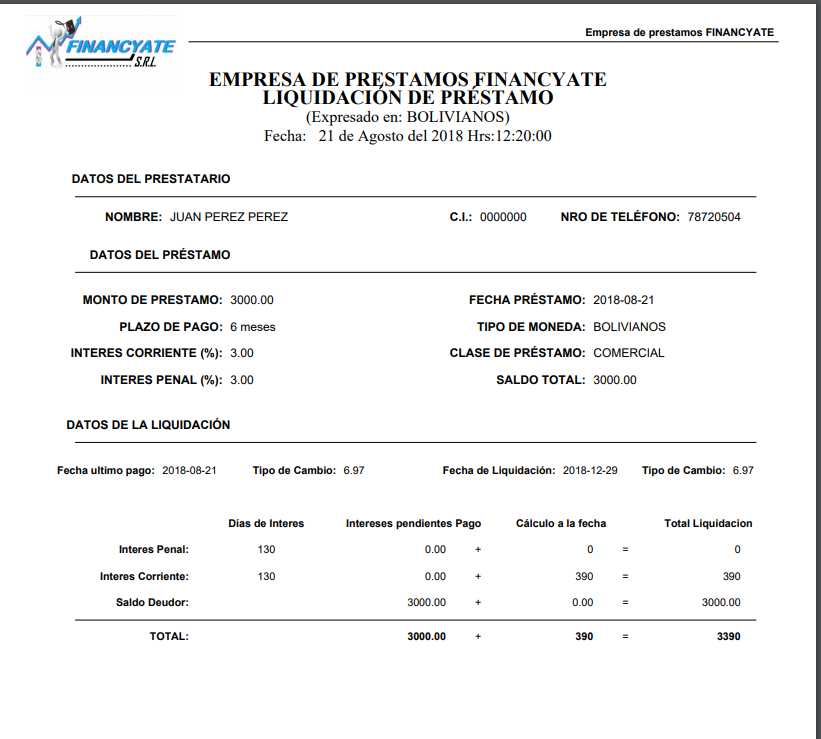 FINANCYATE
S.R.L.
Empresa de prestamos FINANCYATE
EMPRESA DE PRESTAMOS FINANCYATE
LIQUIDACIÓN DE PRÉSTAMO
(Expresado en: BOLIVIANOS)
Fecha: 21 de Agosto del 2018 Hrs:12:20:00
DATOS DEL PRESTATARIO
NOMBRE: JUAN PEREZ PEREZ C.I.: 0000000 NRO DE TELÉFONO: 78720504
DATOS DEL PRÉSTAMO
MONTO DE PRESTAMO: 3000.00 FECHA PRÉSTAMO: 2018-08-21
PLAZO DE PAGO: 6 meses TIPO DE MONEDA: BOLIVIANOS
INTERES CORRIENTE (%): 3.00 CLASE DE PRÉSTAMO: COMERCIAL
INTERES PENAL (%): 3.00 SALDO TOTAL: 3000.00
DATOS DE LA LIQUIDACIÓN
Fecha ultimo pago: 2018-08-21 Tipo de Cambio: 6.97 Fecha de Liquidación: 2018-12-29 Tipo de Cambio: 6.97
Días de Interes Intereses pendientes Pago Cálculo a la fecha Total Liquidacion
Interes Penal: 130 0.00 + 0 = 0
Interes Corriente: 130 0.00 + 390 = 390
Saldo Deudor: 3000.00 + 0.00 = 3000.00
TOTAL: 3000.00 + 390 = 3390